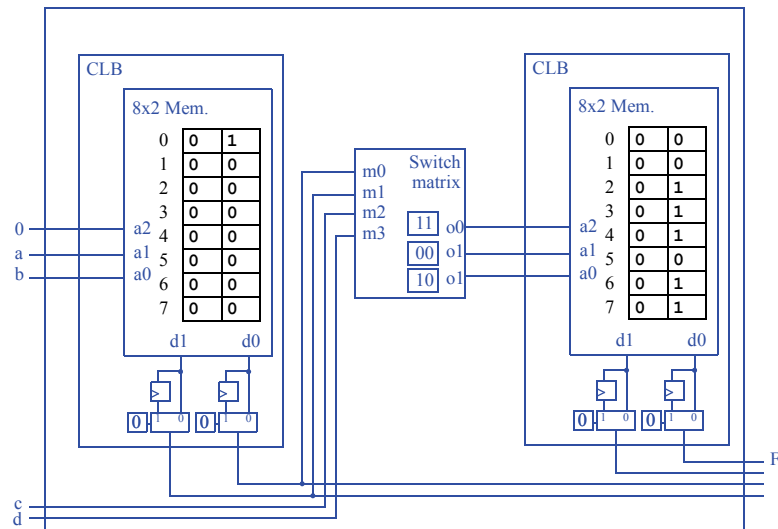 CLB
8x2 Mem.
0 0 1
1 0 0
2 0 0
3 0 0
4 0 0
5 0 0
6 0 0
7 0 0
0 a2
a a1
b a0
d1 d0
> >
0 1 0 0 1 0
Switch
matrix
m0
m1
m2
m3
11 o0
00 o1
10 o1
CLB
8x2 Mem.
0 0 0
1 0 0
2 0 1
3 0 1
4 0 1
5 0 0
6 0 1
7 0 1
a2
a1
a0
d1 d0
> >
0 1 0 0 1 0
F
c
d